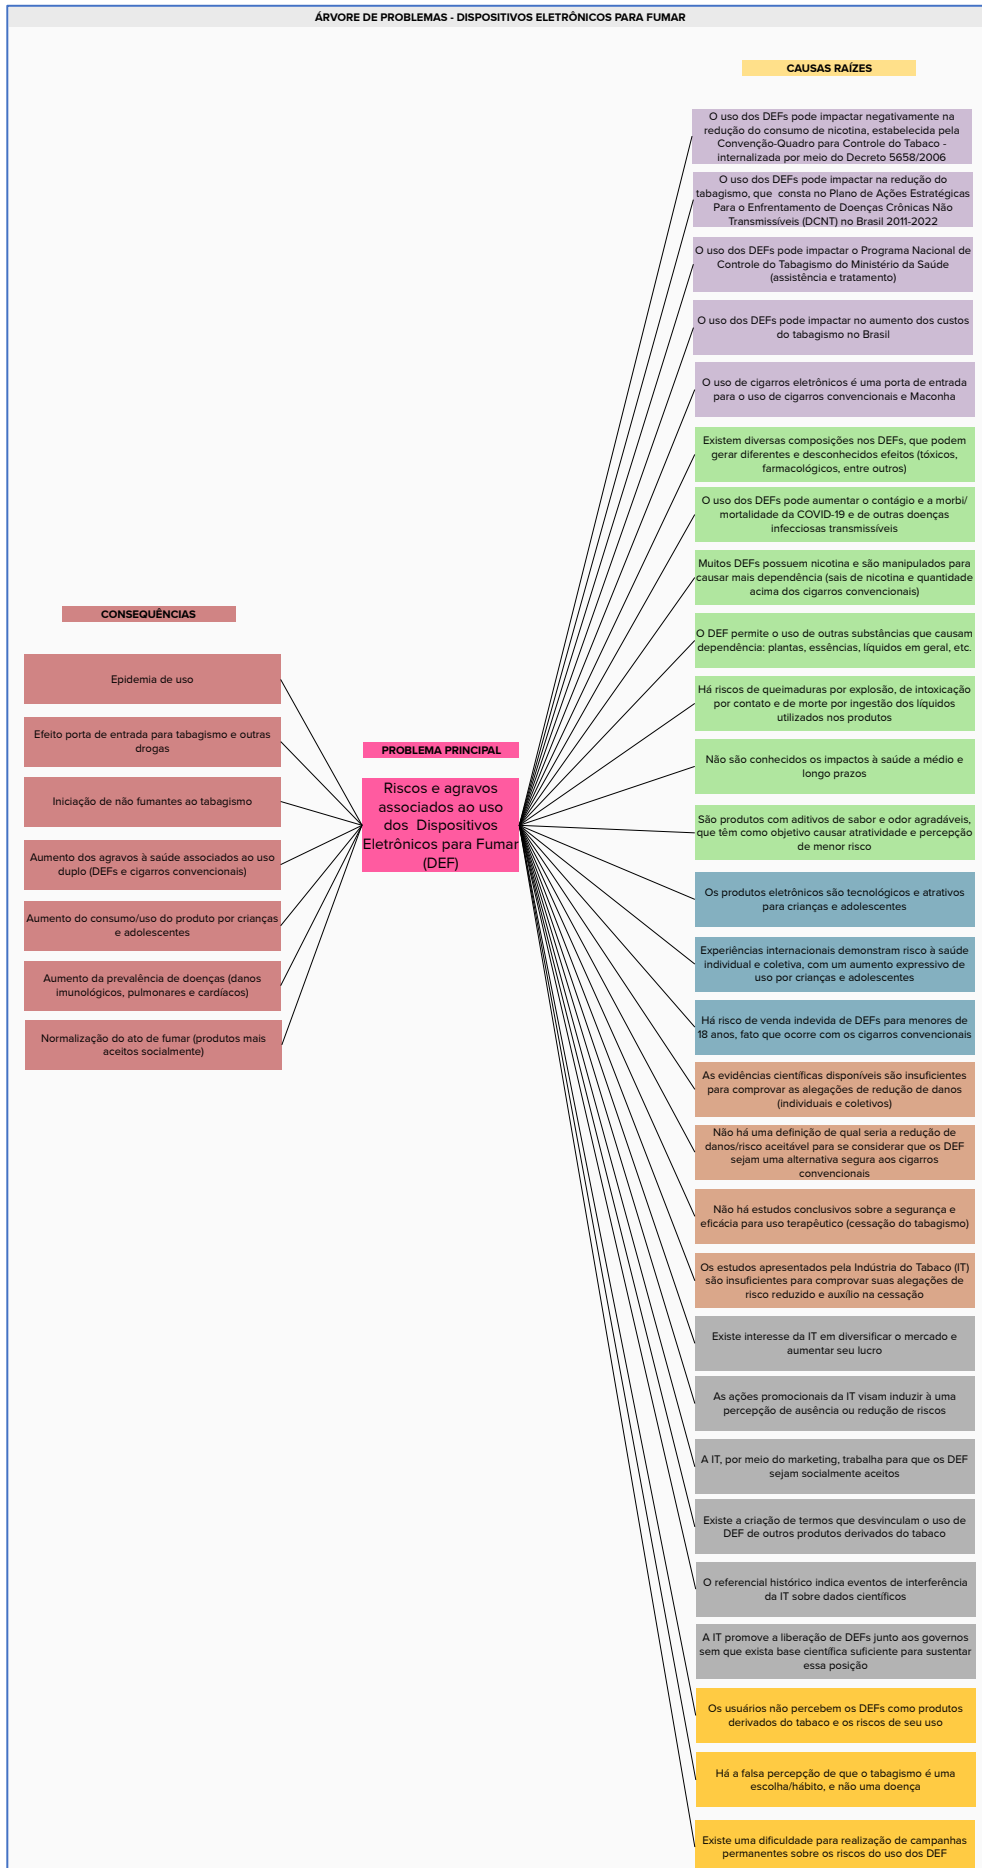 ÁRVORE DE PROBLEMAS - DISPOSITIVOS ELETRÔNICOS PARA FUMAR
CONSEQUÊNCIAS
Epidemia de uso
Efeito porta de entrada para tabagismo e outras
drogas
Iniciação de não fumantes ao tabagismo
Aumento dos agravos à saúde associados ao uso
duplo (DEFs e cigarros convencionais)
Aumento do consumo/uso do produto por crianças
e adolescentes
Aumento da prevalência de doenças (danos
imunológicos, pulmonares e cardíacos)
Normalização do ato de fumar (produtos mais
aceitos socialmente)
PROBLEMA PRINCIPAL
Riscos e agravos
associados ao uso
dos Dispositivos
Eletrônicos para Fumar
(DEF)
CAUSAS RAÍZES
O uso dos DEFs pode impactar negativamente na
redução do consumo de nicotina, estabelecida pela
Convenção-Quadro para Controle do Tabaco -
internalizada por meio do Decreto 5658/2006
O uso dos DEFs pode impactar na redução do
tabagismo, que consta no Plano de Ações Estratégicas
Para o Enfrentamento de Doenças Crônicas Não
Transmissíveis (DCNT) no Brasil 2011-2022
O uso dos DEFs pode impactar o Programa Nacional de
Controle do Tabagismo do Ministério da Saúde
(assistência e tratamento)
O uso dos DEFs pode impactar no aumento dos custos
do tabagismo no Brasil
O uso de cigarros eletrônicos é uma porta de entrada
para o uso de cigarros convencionais e Maconha
Existem diversas composições nos DEFs, que podem
gerar diferentes e desconhecidos efeitos (tóxicos,
farmacológicos, entre outros)
O uso dos DEFs pode aumentar o contágio e a morbi/
mortalidade da COVID-19 e de outras doenças
infecciosas transmissíveis
Muitos DEFs possuem nicotina e são manipulados para
causar mais dependência (sais de nicotina e quantidade
acima dos cigarros convencionais)
O DEF permite o uso de outras substâncias que causam
dependência: plantas, essências, líquidos em geral, etc.
Há riscos de queimaduras por explosão, de intoxicação
por contato e de morte por ingestão dos líquidos
utilizados nos produtos
Não são conhecidos os impactos à saúde a médio e
longo prazos
São produtos com aditivos de sabor e odor agradáveis,
que têm como objetivo causar atratividade e percepção
de menor risco
Os produtos eletrônicos são tecnológicos e atrativos
para crianças e adolescentes
Experiências internacionais demonstram risco à saúde
individual e coletiva, com um aumento expressivo de
uso por crianças e adolescentes
Há risco de venda indevida de DEFs para menores de
18 anos, fato que ocorre com os cigarros convencionais
As evidências científicas disponíveis são insuficientes
para comprovar as alegações de redução de danos
(individuais e coletivos)
Não há uma definição de qual seria a redução de
danos/risco aceitável para se considerar que os DEF
sejam uma alternativa segura aos cigarros
convencionais
Não há estudos conclusivos sobre a segurança e
eficácia para uso terapêutico (cessação do tabagismo)
Os estudos apresentados pela Indústria do Tabaco (IT)
são insuficientes para comprovar suas alegações de
risco reduzido e auxílio na cessação
Existe interesse da IT em diversificar o mercado e
aumentar seu lucro
As ações promocionais da IT visam induzir à uma
percepção de ausência ou redução de riscos
A IT, por meio do marketing, trabalha para que os DEF
sejam socialmente aceitos
Existe a criação de termos que desvinculam o uso de
DEF de outros produtos derivados do tabaco
O referencial histórico indica eventos de interferência
da IT sobre dados científicos
A IT promove a liberação de DEFs junto aos governos
sem que exista base científica suficiente para sustentar
essa posição
Os usuários não percebem os DEFs como produtos
derivados do tabaco e os riscos de seu uso
Há a falsa percepção de que o tabagismo é uma
escolha/hábito, e não uma doença
Existe uma dificuldade para realização de campanhas
permanentes sobre os riscos do uso dos DEF